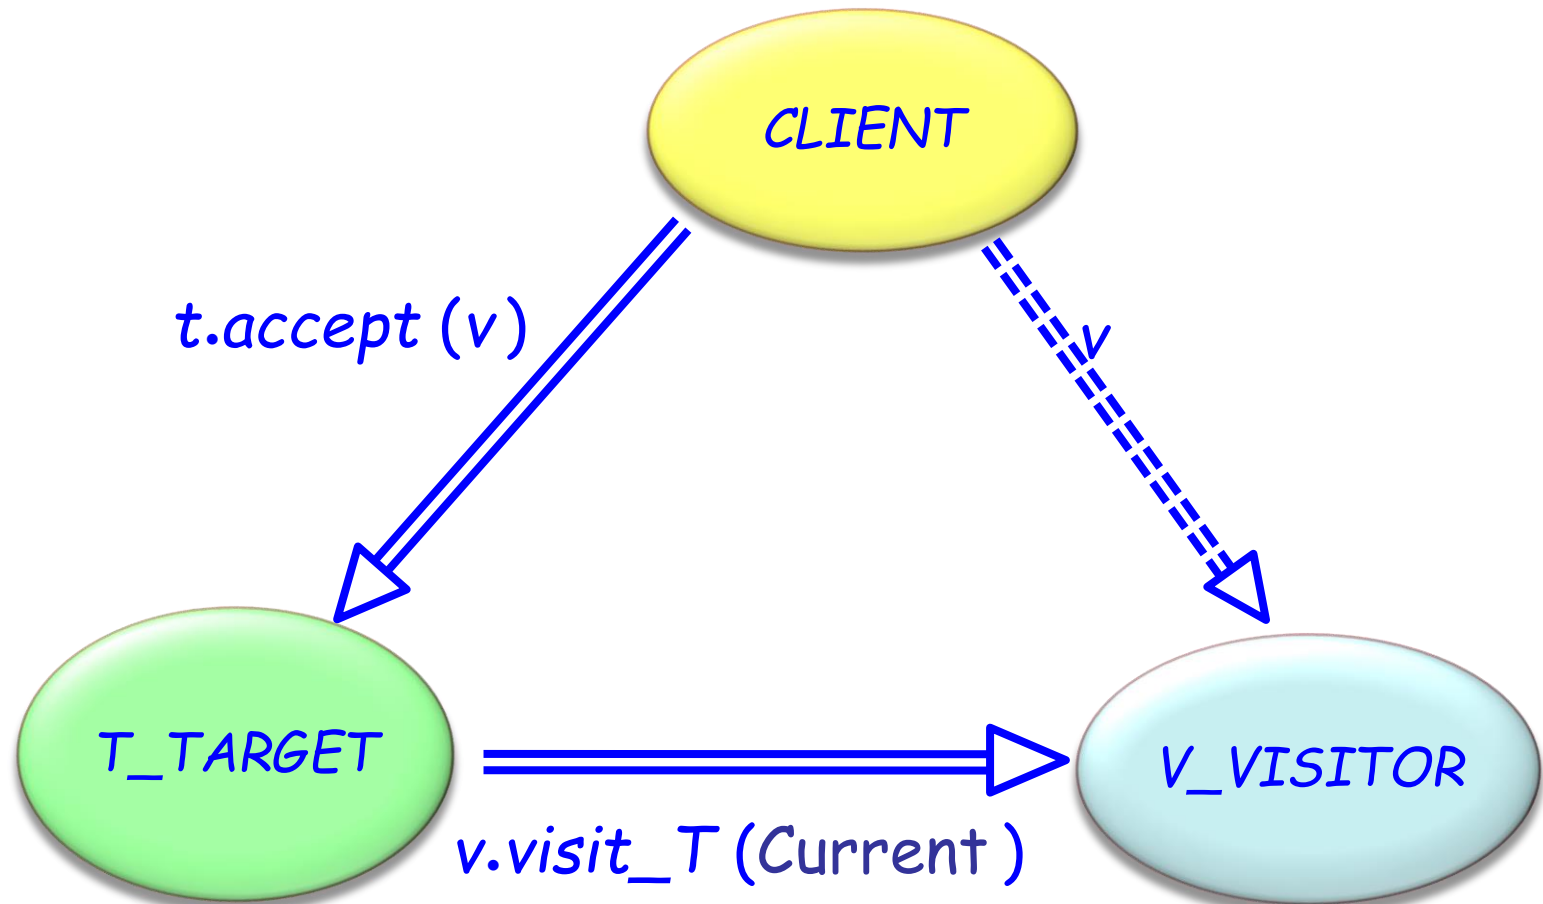 CLIENT
t.accept (v)
v
T_TARGET
V_VISITOR
v.visit_T (Current )